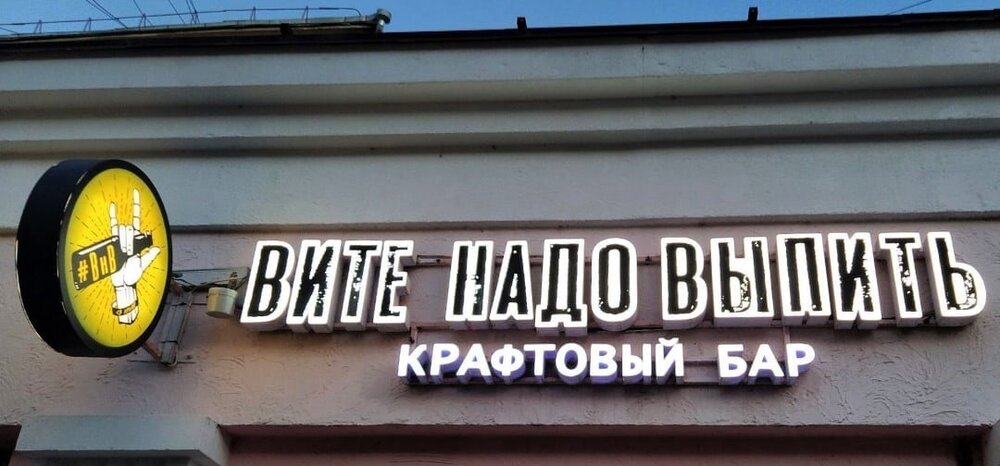 #ВнВ
ВИТЕ НАДО ВЫПИТЬ
КРАФТОВЫЙ БАР